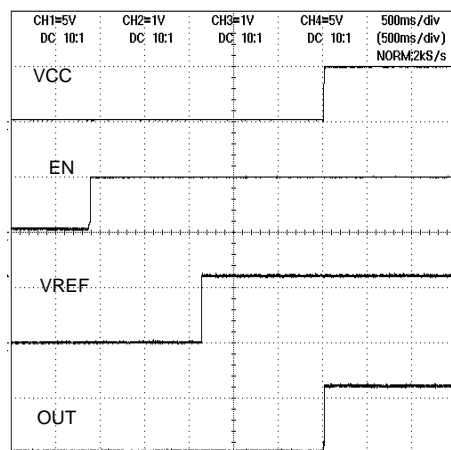 CH1=5V CH2=1V CH3=1V CH4=5V 500ms/div
DC 10:1 DC 10:1 DC 10:1 DC 10:1 (500ms/div)
NORM:2kS/s
VCC
EN
VREF
OUT